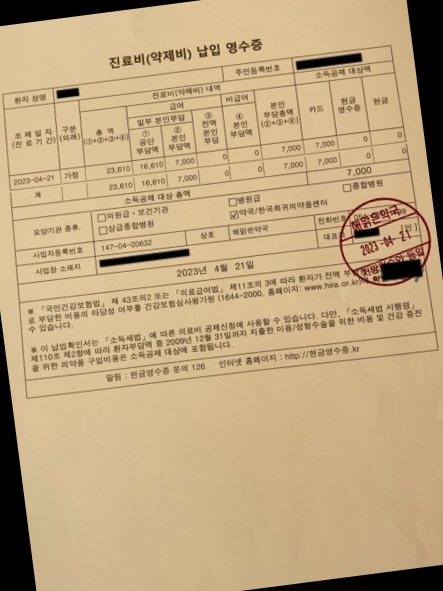 진료비(약제비) 납입 영수증
환자 성명
주민등록번호
진료비(약제비) 내역
소득공제 대상액
조 제 일 자
(진 료 기 간)
구분
(외래)
총 액
(①+②+③+④)
급여
비급여
일부 본인부담
①
공단
부담액
②
본인
부담액
③
전액
본인
부담
④
본인
부담액
본인
부담총액
(②+③+④)
카드
현금
영수증
현금
2023-04-21 가정 23,610 16,610 7,000 0 0 7,000 7,000 0 0
계 23,610 16,610 7,000 0 0 7,000 7,000 0 0
소득공제 대상 총액 7,000
요양기관 종류.
□의원급・보건기관 □병원급 □종합병원
□상급종합병원 ☑약국/한국희귀의약품센터
사업자등록번호 147-04-00632 상호 해맑은약국 전화번호
대표자 [인]
사업장 소재지
2023년 4월 21일
해맑은약국
2023-04-21
※ 「국민건강보험법」 제 43조의2 또는 「의료급여법」 제11조의 3에 따라 환자가 전액
로 부담한 비용의 타당성 여부를 건강보험심사평가원 (1644-2000, 홈페이지: www.hira.or.kr)에
수 있습니다.
※ 이 납입확인서는 「소득세법」에 따른 의료비 공제신청에 사용할 수 있습니다. 다만, 「소득세법 시행령」
제110조 제2항에 따라 환자부담액 중 2009년 12월 31일까지 지출한 미용/성형수술을 위한 비용 및 건강 증진
을 위한 의약품 구입비용은 소득공제 대상에 포함됩니다.
알림 : 현금영수증 문의 126 인터넷 홈페이지 : http://현금영수증.kr